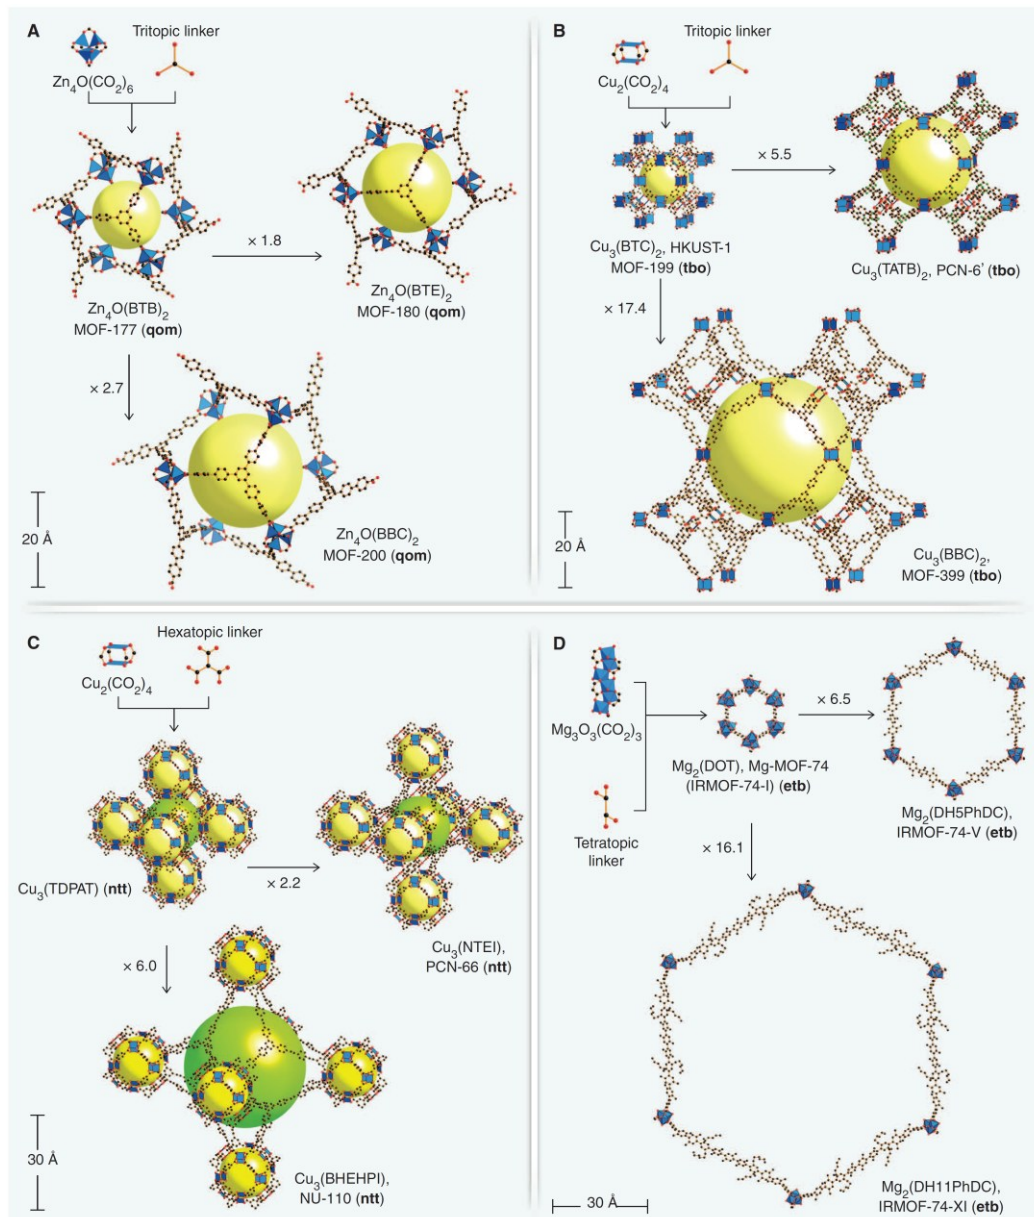 A
Tritopic linker
Zn4O(CO2)6
Zn4O(BTB)2
MOF-177 (qom)
× 1.8
Zn4O(BTE)2
MOF-180 (qom)
× 2.7
20 Å
Zn4O(BBC)2
MOF-200 (qom)
B
Tritopic linker
Cu2(CO2)4
× 5.5
Cu3(BTC)2, HKUST-1
MOF-199 (tbo)
Cu3(TATB)2, PCN-6' (tbo)
× 17.4
20 Å
Cu3(BBC)2,
MOF-399 (tbo)
C
Hexatopic linker
Cu2(CO2)4
Cu3(TDPAT) (ntt)
× 2.2
Cu3(NTEI),
PCN-66 (ntt)
× 6.0
30 Å
Cu3(BHEHPI),
NU-110 (ntt)
D
Mg3O3(CO2)3
Tetratopic
linker
× 6.5
Mg2(DOT), Mg-MOF-74
(IRMOF-74-I) (etb)
Mg2(DH5PhDC),
IRMOF-74-V (etb)
× 16.1
30 Å
Mg2(DH11PhDC),
IRMOF-74-XI (etb)